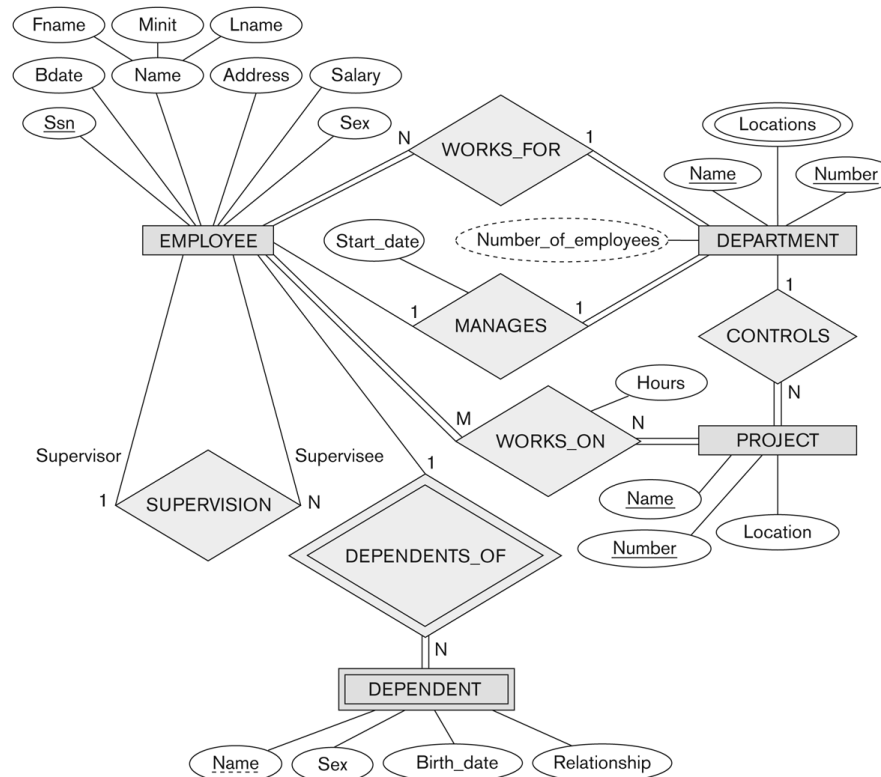 Fname
Minit
Lname
Bdate
Name
Address
Salary
Ssn
Sex
N
WORKS_FOR
1
Locations
Name
Number
EMPLOYEE
Start_date
Number_of_employees
DEPARTMENT
1
MANAGES
1
1
CONTROLS
N
Hours
M
WORKS_ON
N
PROJECT
Supervisor
Supervisee
1
1
SUPERVISION
N
Name
Number
Location
DEPENDENTS_OF
N
DEPENDENT
Name
Sex
Birth_date
Relationship